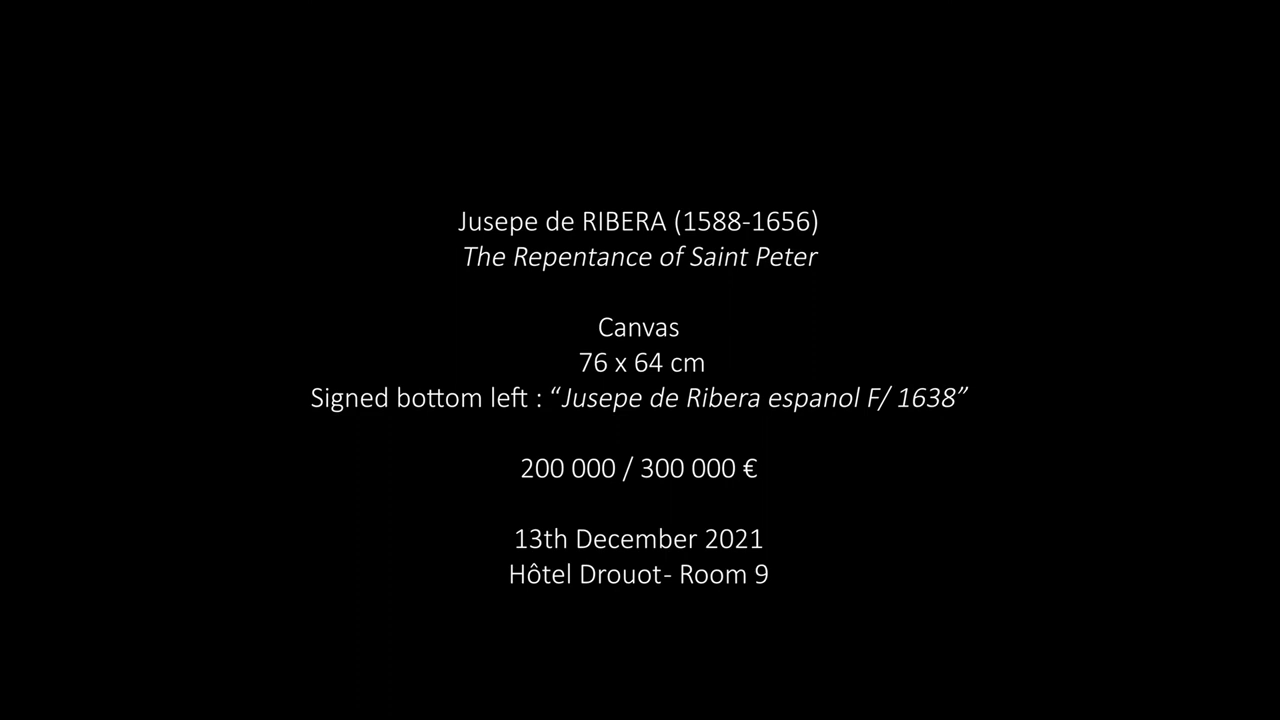 Jusepe de RIBERA (1588-1656)
The Repentance of Saint Peter
Canvas
76 x 64 cm
Signed bottom left : “Jusepe de Ribera espanol F/ 1638”
200 000 / 300 000 €
13th December 2021
Hôtel Drouot- Room 9